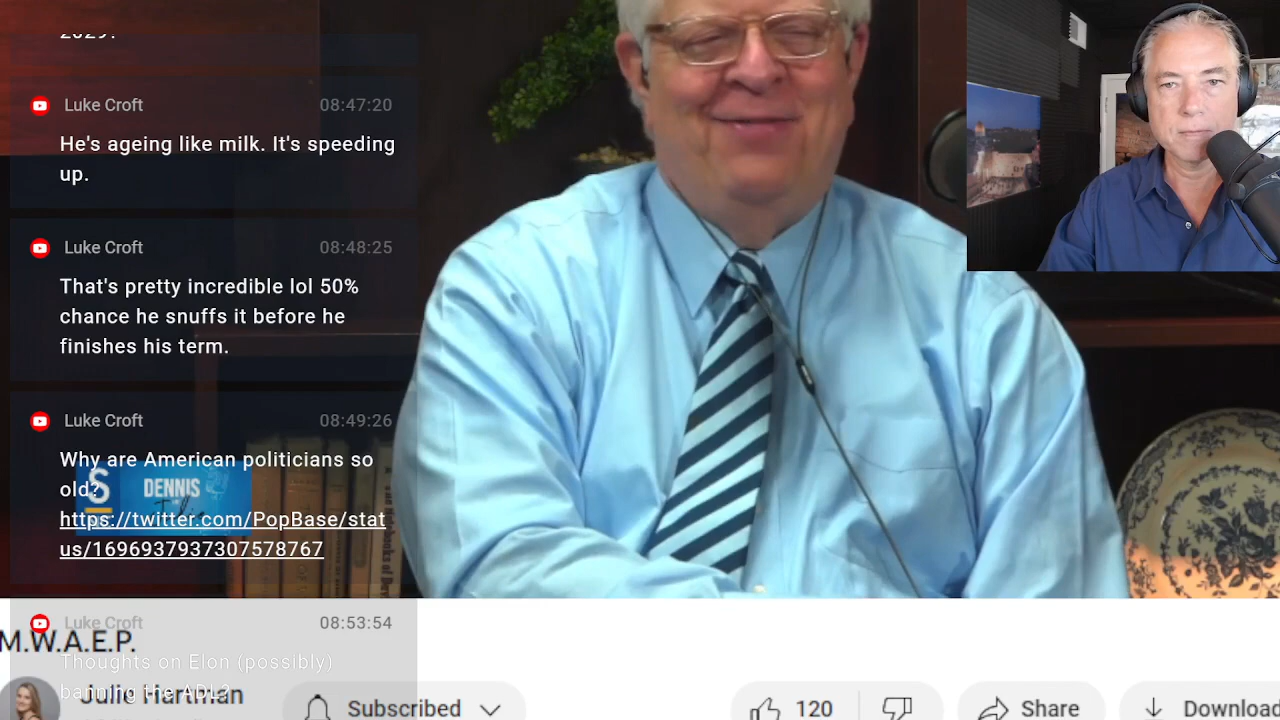 2029?
Luke Croft 08:47:20
He's ageing like milk. It's speeding
up.
Luke Croft 08:48:25
That's pretty incredible lol 50%
chance he snuffs it before he
finishes his term.
Luke Croft 08:49:26
Why are American politicians so
old?
https://twitter.com/PopBase/stat
us/1696937937307578767
S
DENNIS
Luke Croft 08:53:54
M.W.A.E.P.
Thoughts on Elon (possibly)
banning the ADL?
Julie Hartman
Subscribed
120
Share
Download